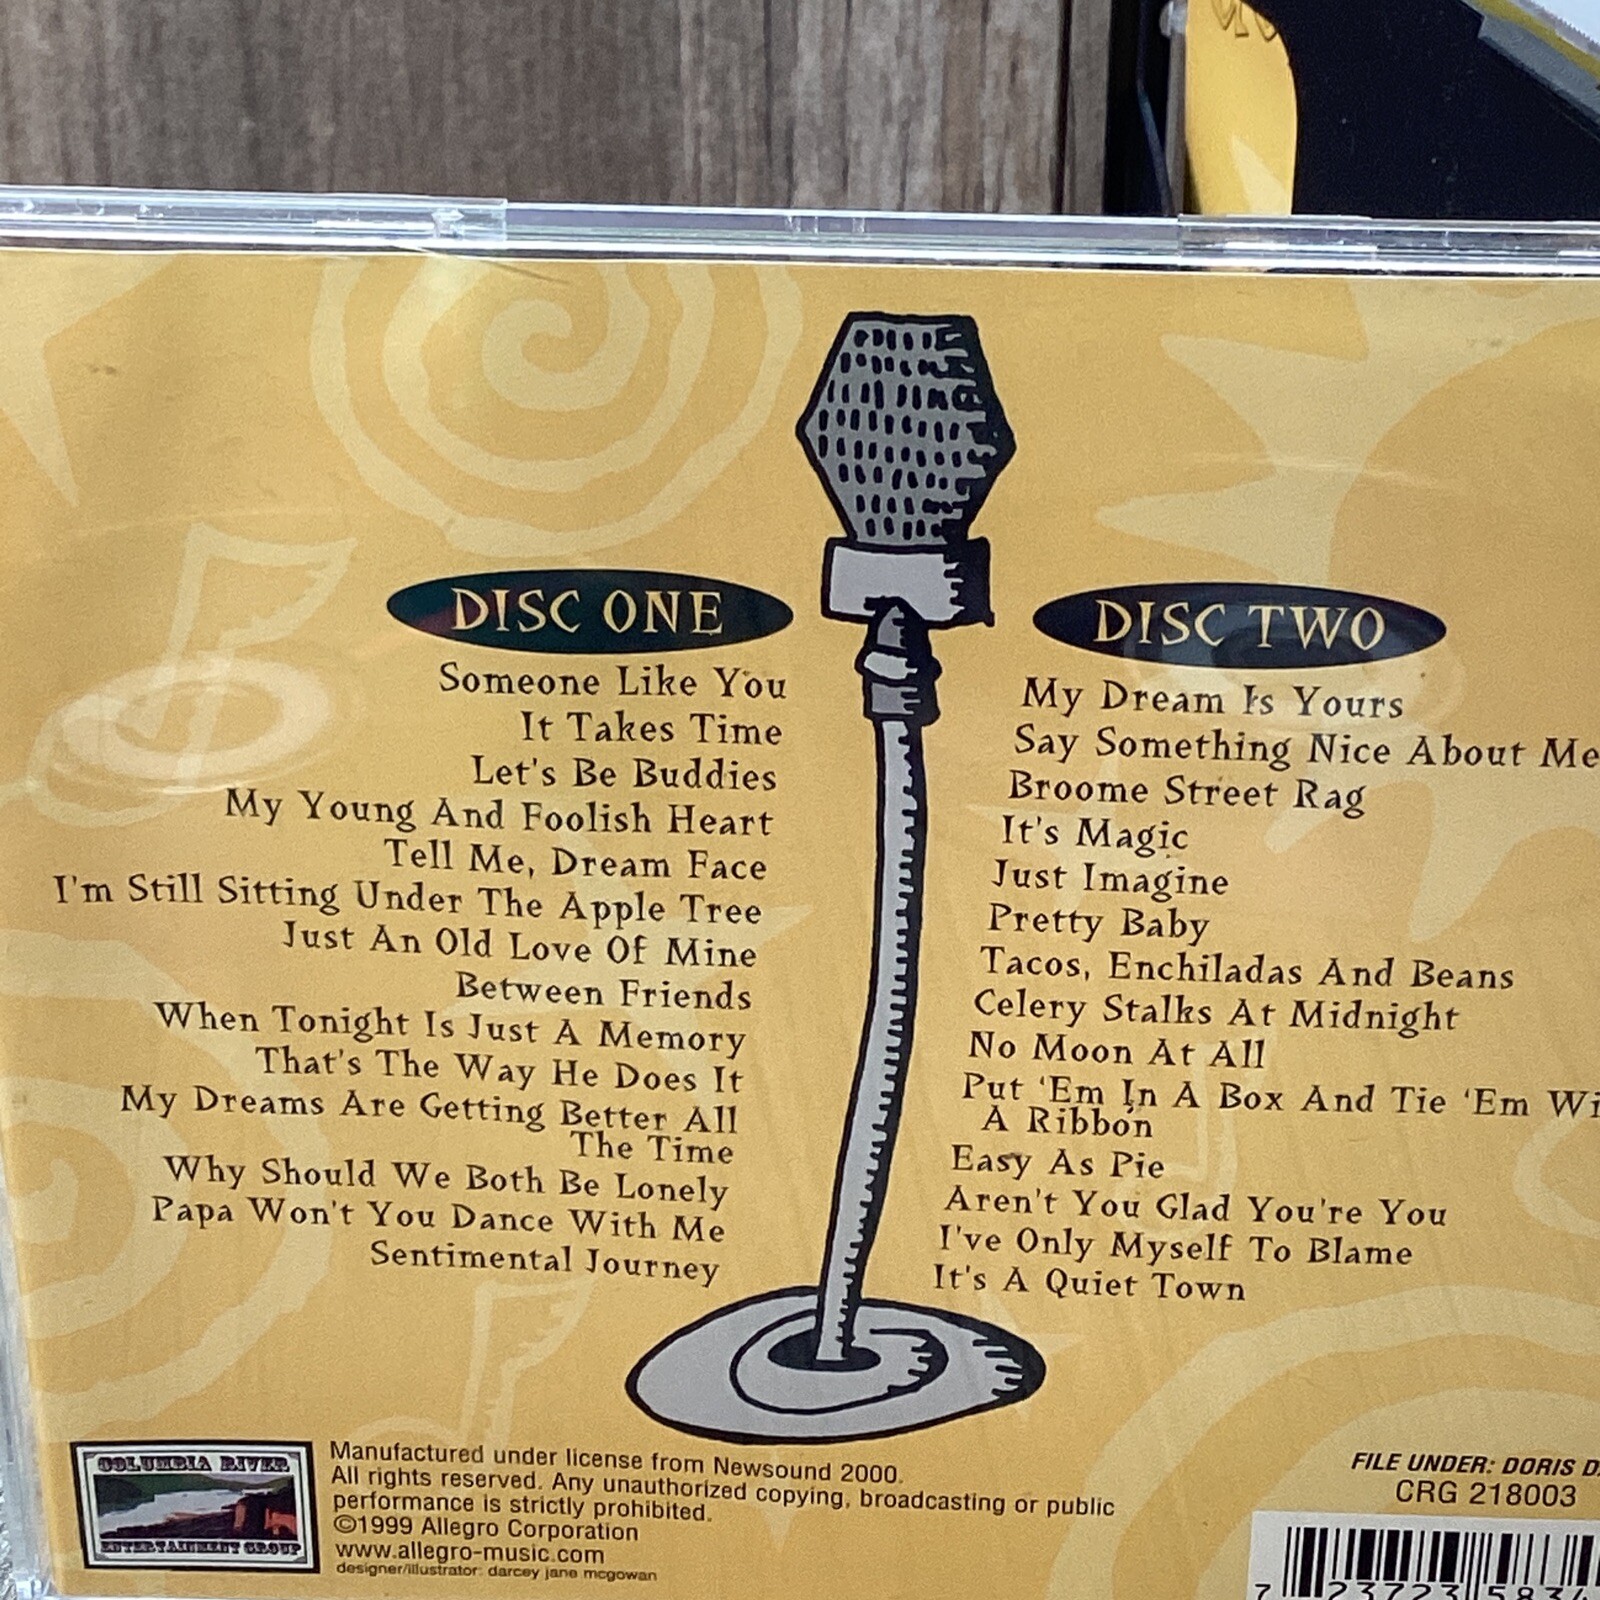 DISC ONE
Someone Like You
It Takes Time
Let's Be Buddies
My Young And Foolish Heart
Tell Me, Dream Face
I'm Still Sitting Under The Apple Tree
Just An Old Love Of Mine
Between Friends
When Tonight Is Just A Memory
That's The Way He Does It
My Dreams Are Getting Better All
The Time
Why Should We Both Be Lonely
Papa Won't You Dance With Me
Sentimental Journey
DISC TWO
My Dream Is Yours
Say Something Nice About Me
Broome Street Rag
It's Magic
Just Imagine
Pretty Baby
Tacos, Enchiladas And Beans
Celery Stalks At Midnight
No Moon At All
Put 'Em In A Box And Tie 'Em Wi
A Ribbon
Easy As Pie
Aren't You Glad You're You
I've Only Myself To Blame
It's A Quiet Town
COLUMBIA RIVER
ENTERTAINMENT GROUP
Manufactured under license from Newsound 2000.
All rights reserved. Any unauthorized copying, broadcasting or public
performance is strictly prohibited.
©1999 Allegro Corporation
www.allegro-music.com
designer/illustrator: darcey jane mcgowan
FILE UNDER: DORIS D
CRG 218003
7 23723 5834